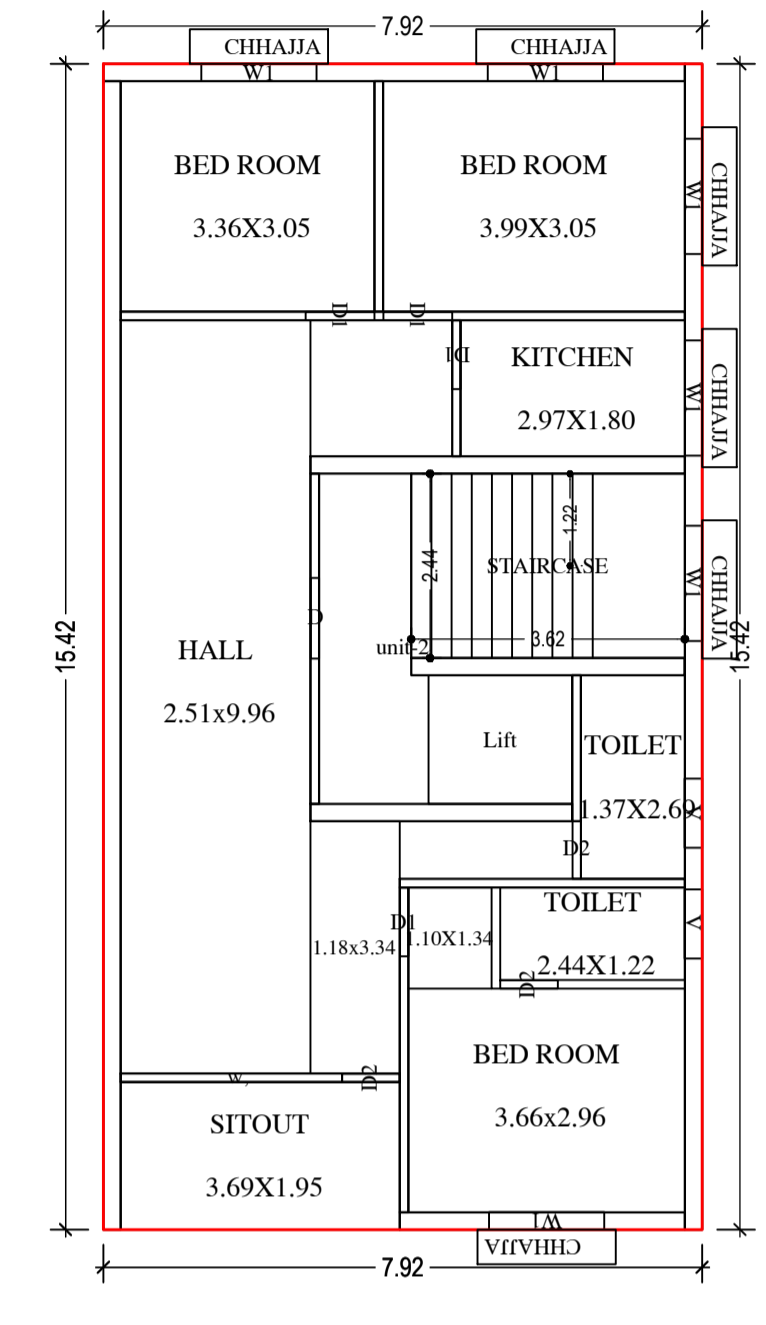 7.92
CHHAJJA
CHHAJJA
W1
W1
BED ROOM
3.36X3.05
BED ROOM
3.99X3.05
W1
CHHAJJA
D1
D1
D1
KITCHEN
2.97X1.80
W1
CHHAJJA
2.44
1.22
STAIRCASE
W1
CHHAJJA
D
unit-2
3.62
15.42
15.42
HALL
2.51x9.96
Lift
TOILET
1.37X2.69
V
D2
TOILET
2.44X1.22
V
D1
1.10X1.34
1.18x3.34
D2
BED ROOM
3.66x2.96
W,
D2
SITOUT
3.69X1.95
W1
CHHAJJA
7.92